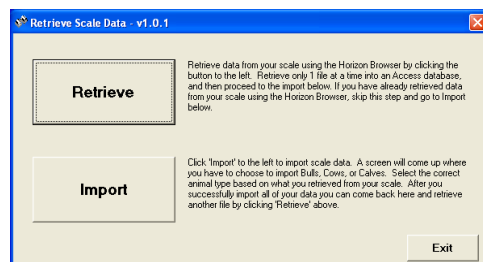 Retrieve Scale Data - v1.0.1
Retrieve
Retrieve data from your scale using the Horizon Browser by clicking the
button to the left. Retrieve only 1 file at a time into an Access database,
and then proceed to the import below. If you have already retrieved data
from your scale using the Horizon Browser, skip this step and go to Import
below.
Import
Click 'Import' to the left to import scale data. A screen will come up where
you have to choose to import Bulls, Cows, or Calves. Select the correct
animal type based on what you retrieved from your scale. After you
successfully import all of your data you can come back here and retrieve
another file by clicking 'Retrieve' above.
Exit